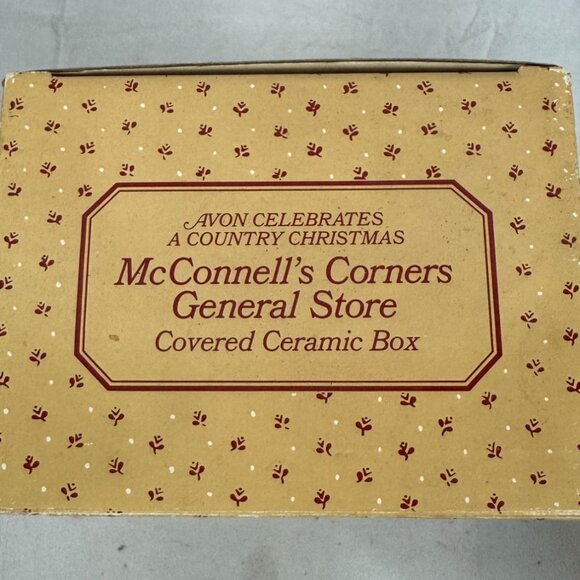 AVON CELEBRATES
A COUNTRY CHRISTMAS
McConnell's Corners
General Store
Covered Ceramic Box